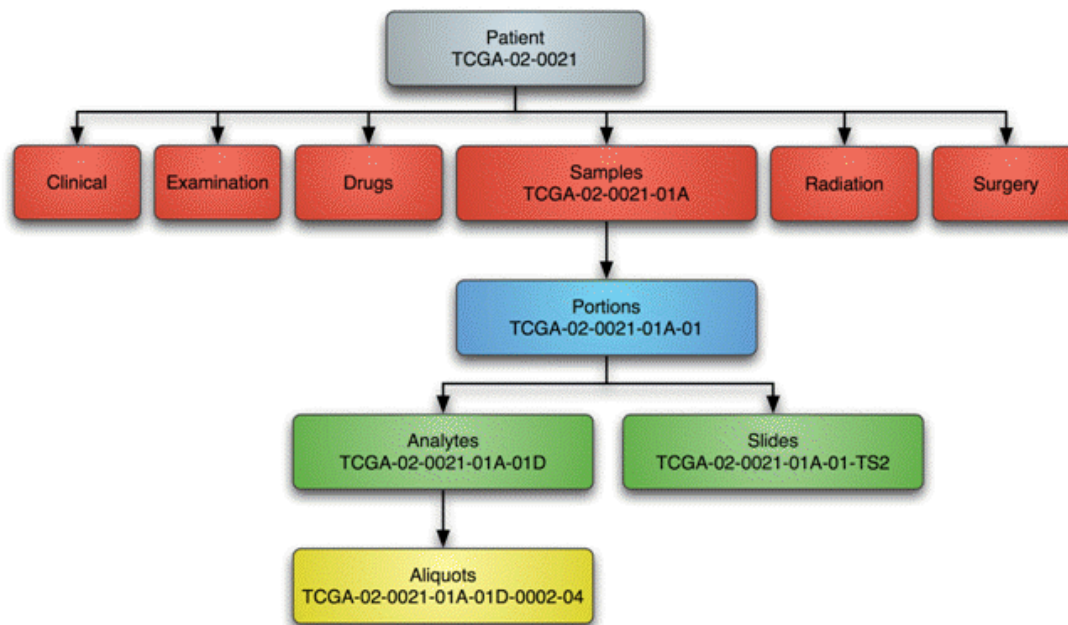 Patient
TCGA-02-0021
Clinical
Examination
Drugs
Samples
TCGA-02-0021-01A
Radiation
Surgery
Portions
TCGA-02-0021-01A-01
Analytes
TCGA-02-0021-01A-01D
Slides
TCGA-02-0021-01A-01-TS2
Aliquots
TCGA-02-0021-01A-01D-0002-04